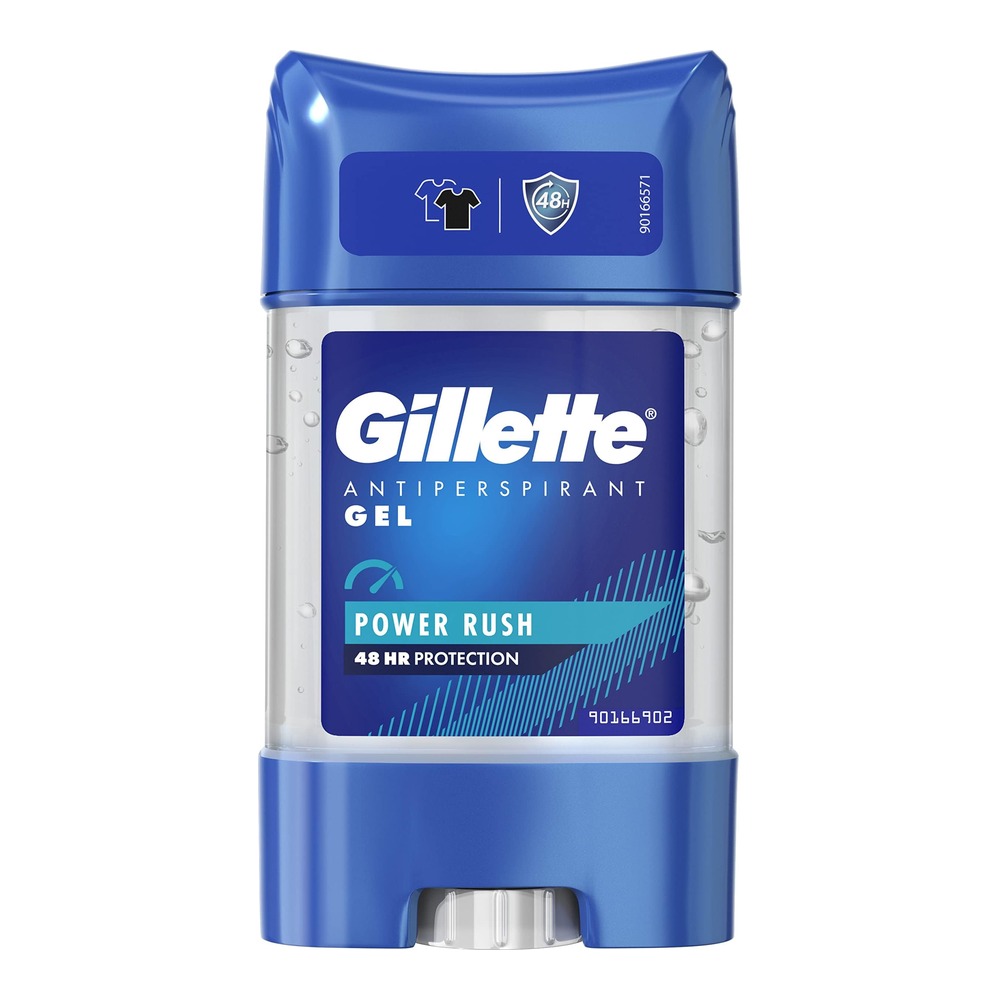 48H
90166571
Gillette®
ANTIPERSPIRANT
GEL
POWER RUSH
48 HR PROTECTION
90166902